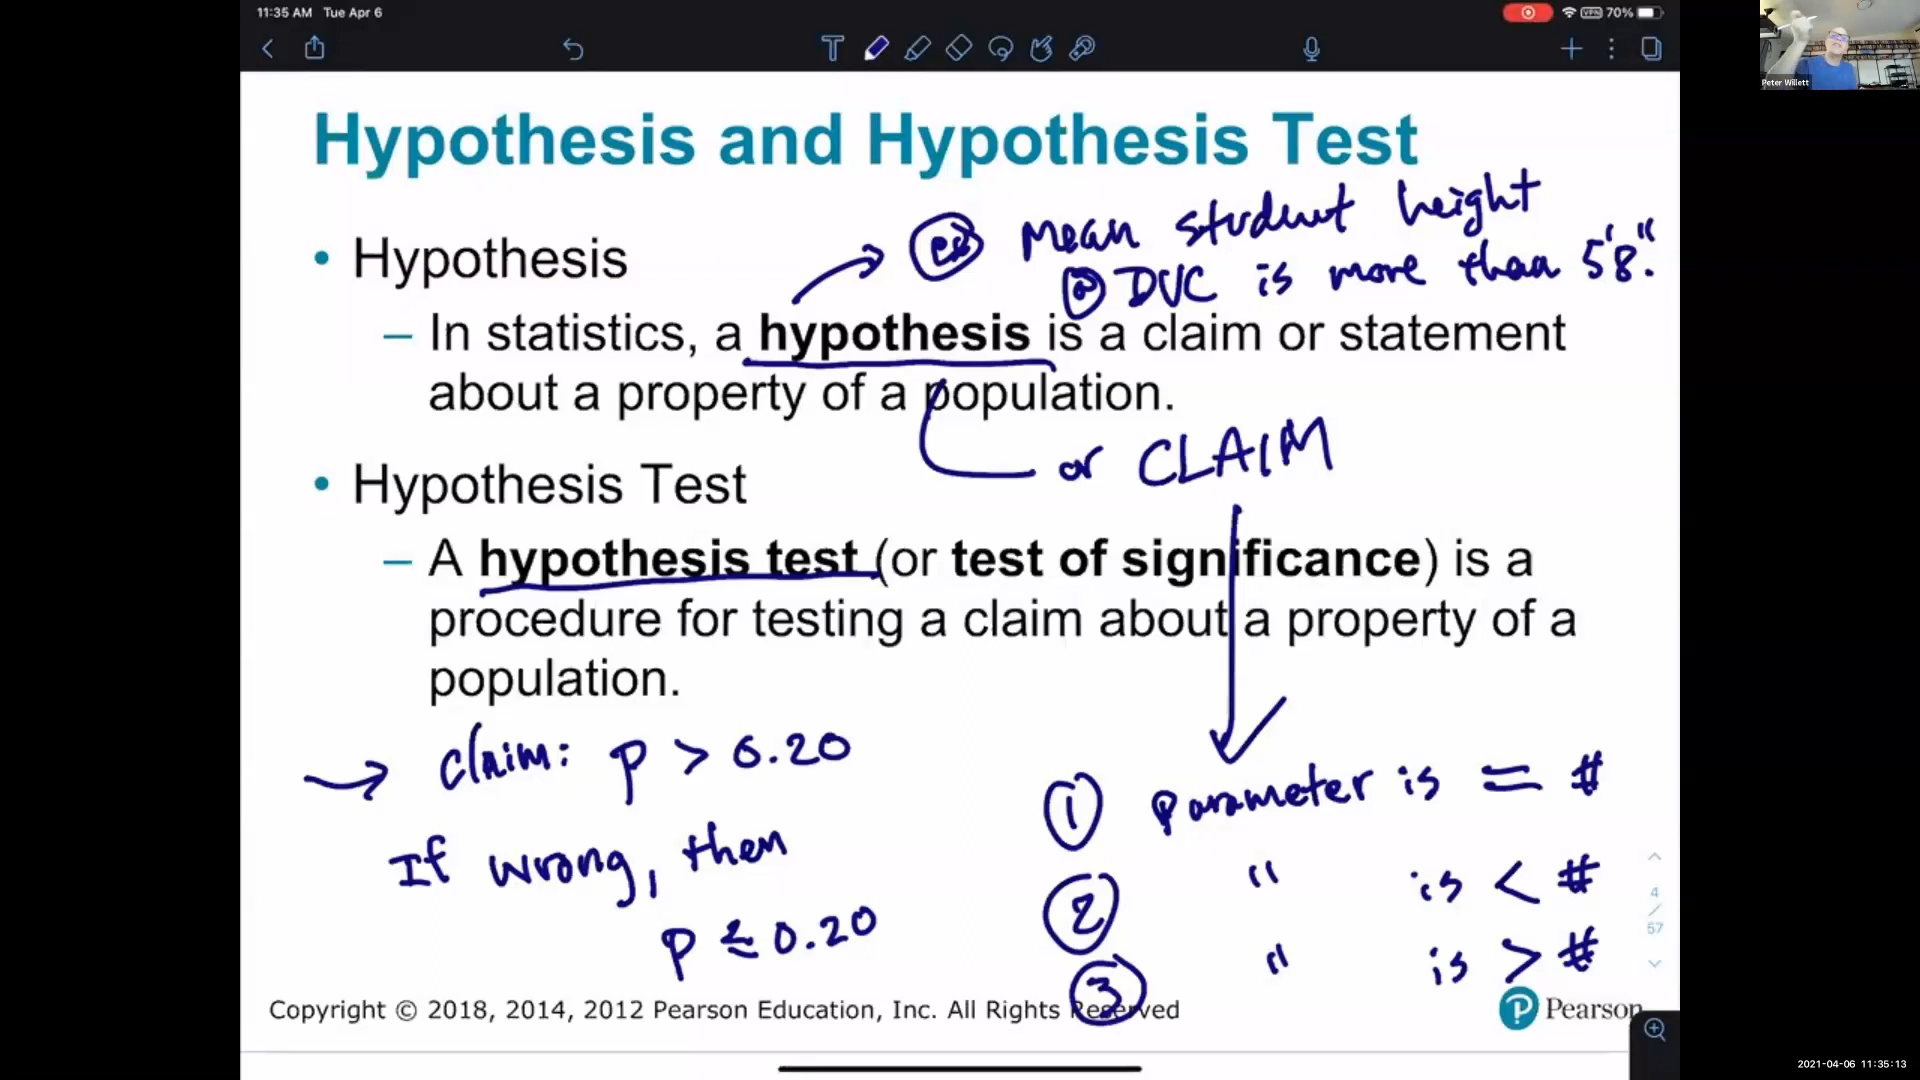 11:35 AM Tue Apr 6
VPN 70%
Peter Willett
Hypothesis and Hypothesis Test
• Hypothesis
ex Mean student height
@ DVC is more than 5'8".
– In statistics, a hypothesis is a claim or statement
about a property of a population.
or CLAIM
• Hypothesis Test
– A hypothesis test (or test of significance) is a
procedure for testing a claim about a property of a
population.
→ Claim: p > 0.20
If wrong, then
p ≤ 0.20
① Parameter is = #
② " is < #
③ " is > #
4
/
57
Copyright © 2018, 2014, 2012 Pearson Education, Inc. All Rights Reserved
P Pearson
2021-04-06 11:35:13